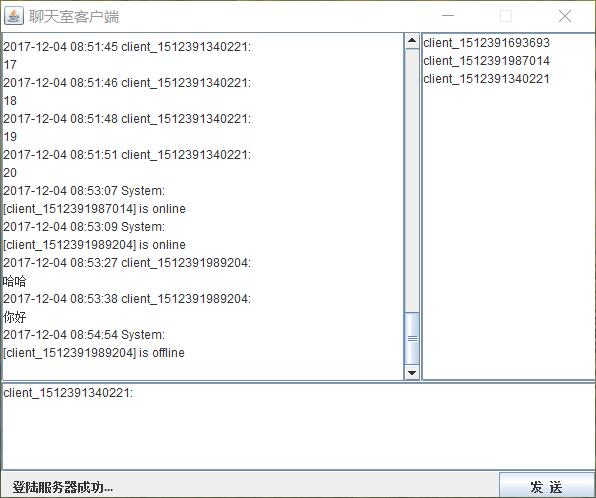 聊天室客户端
2017-12-04 08:51:45 client_1512391340221:
17
2017-12-04 08:51:46 client_1512391340221:
18
2017-12-04 08:51:48 client_1512391340221:
19
2017-12-04 08:51:51 client_1512391340221:
20
2017-12-04 08:53:07 System:
[client_1512391987014] is online
2017-12-04 08:53:09 System:
[client_1512391989204] is online
2017-12-04 08:53:27 client_1512391989204:
哈哈
2017-12-04 08:53:38 client_1512391989204:
你好
2017-12-04 08:54:54 System:
[client_1512391989204] is offline
client_1512391693693
client_1512391987014
client_1512391340221
client_1512391340221:
登陆服务器成功...
发 送